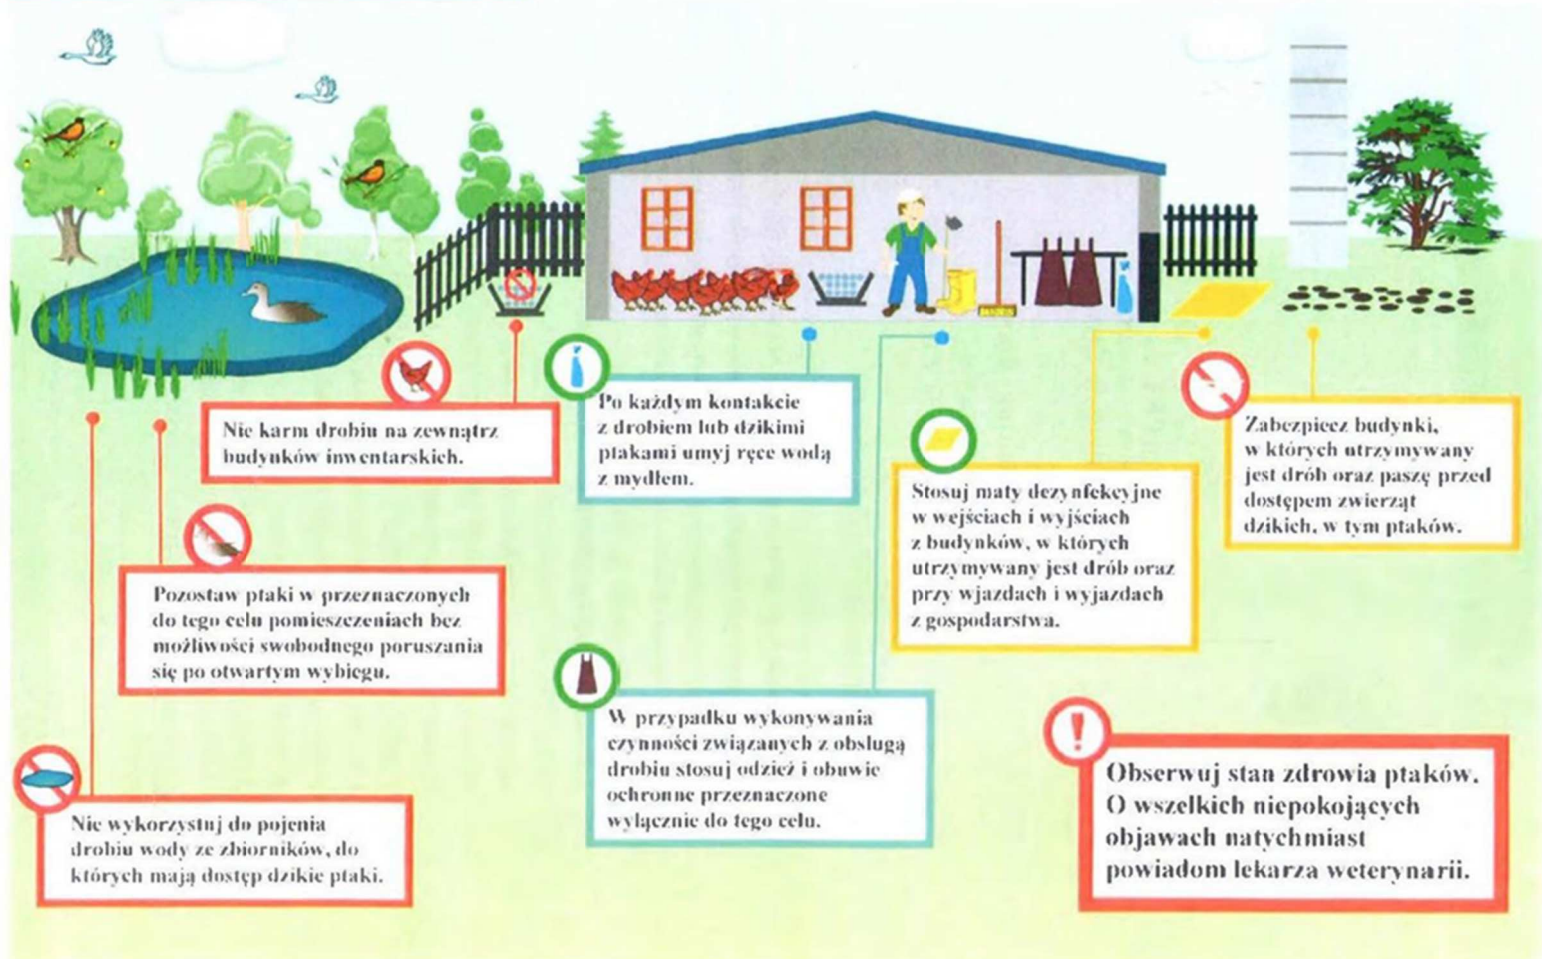 Nie karm drobiu na zewnątrz
budynków inwentarskich.
Po każdym kontakcie
z drobiem lub dzikimi
ptakami umyj ręce wodą
z mydłem.
Stosuj maty dezynfekcyjne
w wejściach i wyjściach
z budynków, w których
utrzymywany jest drób oraz
przy wjazdach i wyjazdach
z gospodarstwa.
Zabezpiecz budynki,
w których utrzymywany
jest drób oraz paszę przed
dostępem zwierząt
dzikich, w tym ptaków.
Pozostaw ptaki w przeznaczonych
do tego celu pomieszczeniach bez
możliwości swobodnego poruszania
się po otwartym wybiegu.
W przypadku wykonywania
czynności związanych z obsługą
drobiu stosuj odzież i obuwie
ochronne przeznaczone
wyłącznie do tego celu.
Nie wykorzystuj do pojenia
drobiu wody ze zbiorników, do
których mają dostęp dzikie ptaki.
Obserwuj stan zdrowia ptaków.
O wszelkich niepokojących
objawach natychmiast
powiadom lekarza weterynarii.